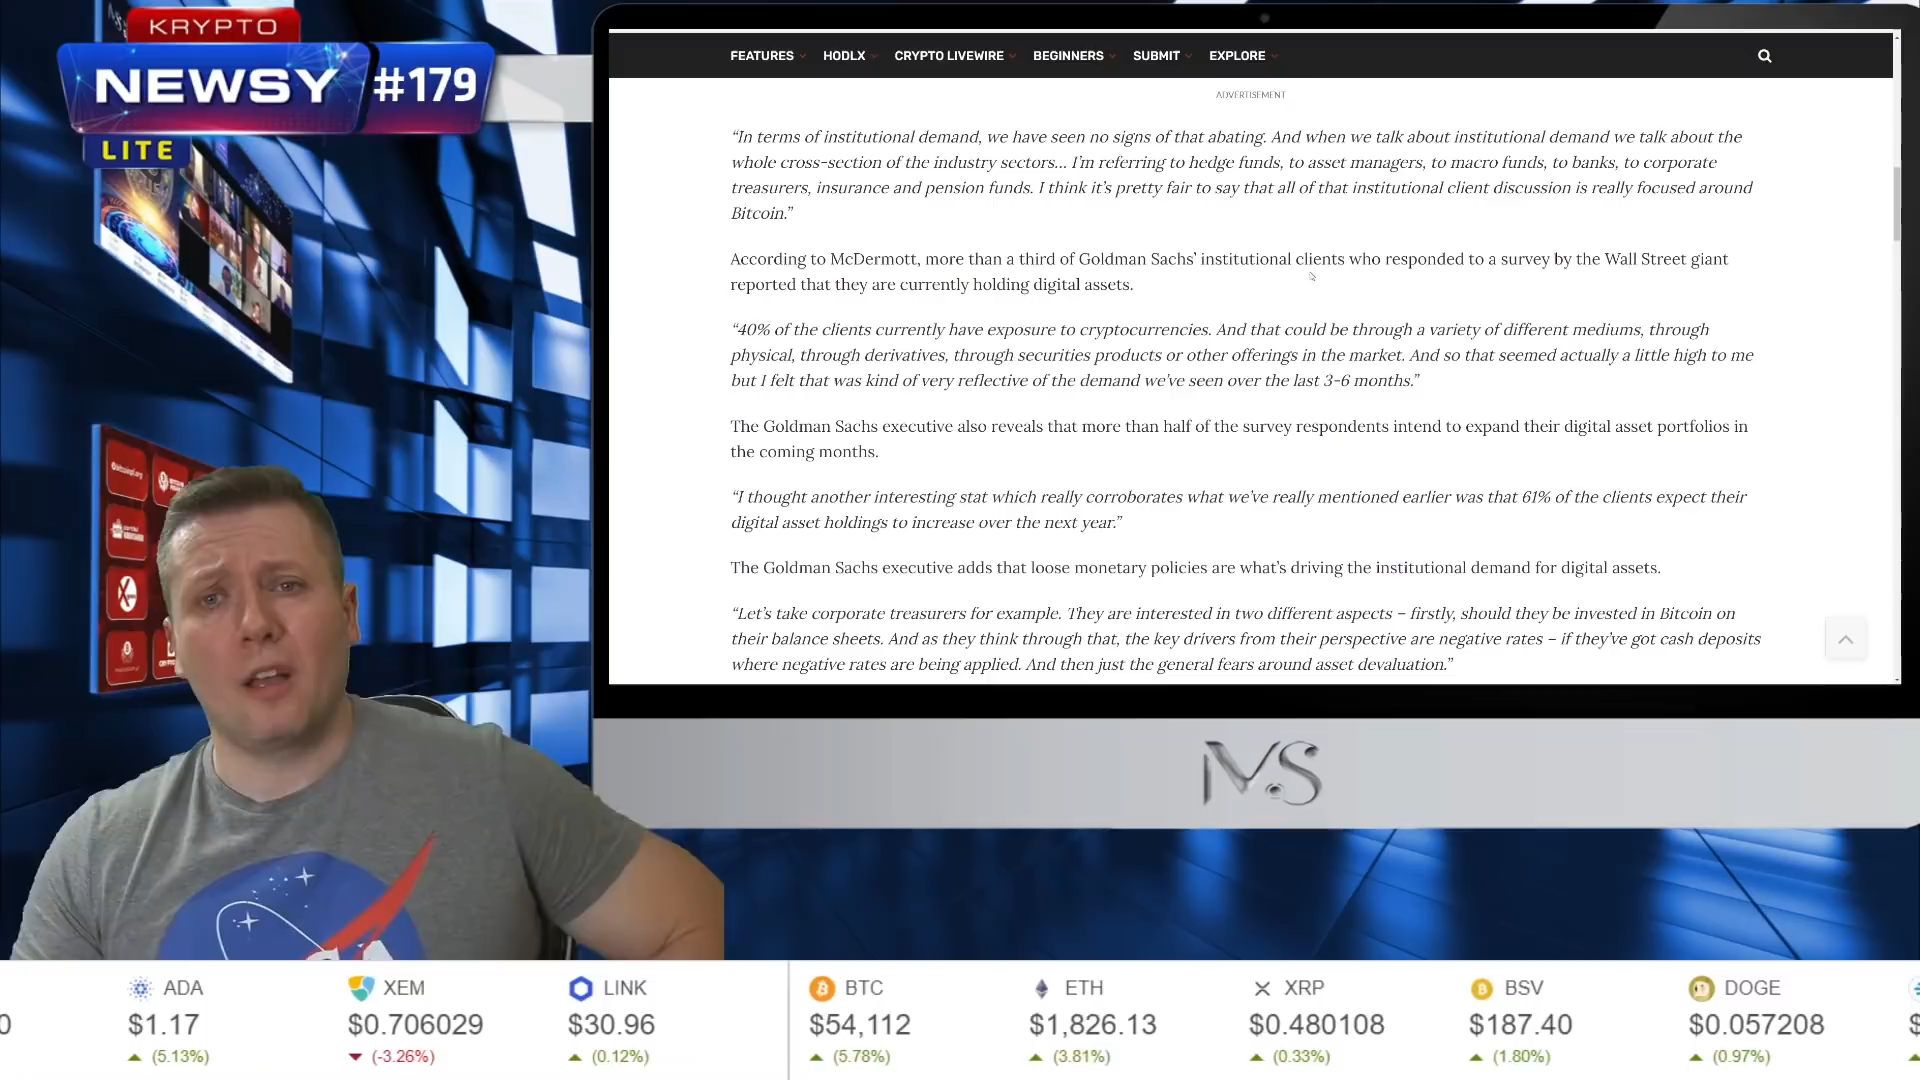 KRYPTO
NEWSY #179
LITE
FEATURES HODLX CRYPTO LIVEWIRE BEGINNERS SUBMIT EXPLORE
ADVERTISEMENT
“In terms of institutional demand, we have seen no signs of that abating. And when we talk about institutional demand we talk about the
whole cross-section of the industry sectors… I’m referring to hedge funds, to asset managers, to macro funds, to banks, to corporate
treasurers, insurance and pension funds. I think it’s pretty fair to say that all of that institutional client discussion is really focused around
Bitcoin.”
According to McDermott, more than a third of Goldman Sachs’ institutional clients who responded to a survey by the Wall Street giant
reported that they are currently holding digital assets.
“40% of the clients currently have exposure to cryptocurrencies. And that could be through a variety of different mediums, through
physical, through derivatives, through securities products or other offerings in the market. And so that seemed actually a little high to me
but I felt that was kind of very reflective of the demand we’ve seen over the last 3-6 months.”
The Goldman Sachs executive also reveals that more than half of the survey respondents intend to expand their digital asset portfolios in
the coming months.
“I thought another interesting stat which really corroborates what we’ve really mentioned earlier was that 61% of the clients expect their
digital asset holdings to increase over the next year.”
The Goldman Sachs executive adds that loose monetary policies are what’s driving the institutional demand for digital assets.
“Let’s take corporate treasurers for example. They are interested in two different aspects – firstly, should they be invested in Bitcoin on
their balance sheets. And as they think through that, the key drivers from their perspective are negative rates – if they’ve got cash deposits
where negative rates are being applied. And then just the general fears around asset devaluation.”
MS
ADA XEM LINK BTC ETH XRP BSV DOGE
0 $1.17 $0.706029 $30.96 $54,112 $1,826.13 $0.480108 $187.40 $0.057208 $
(5.13%) (-3.26%) (0.12%) (5.78%) (3.81%) (0.33%) (1.80%) (0.97%)